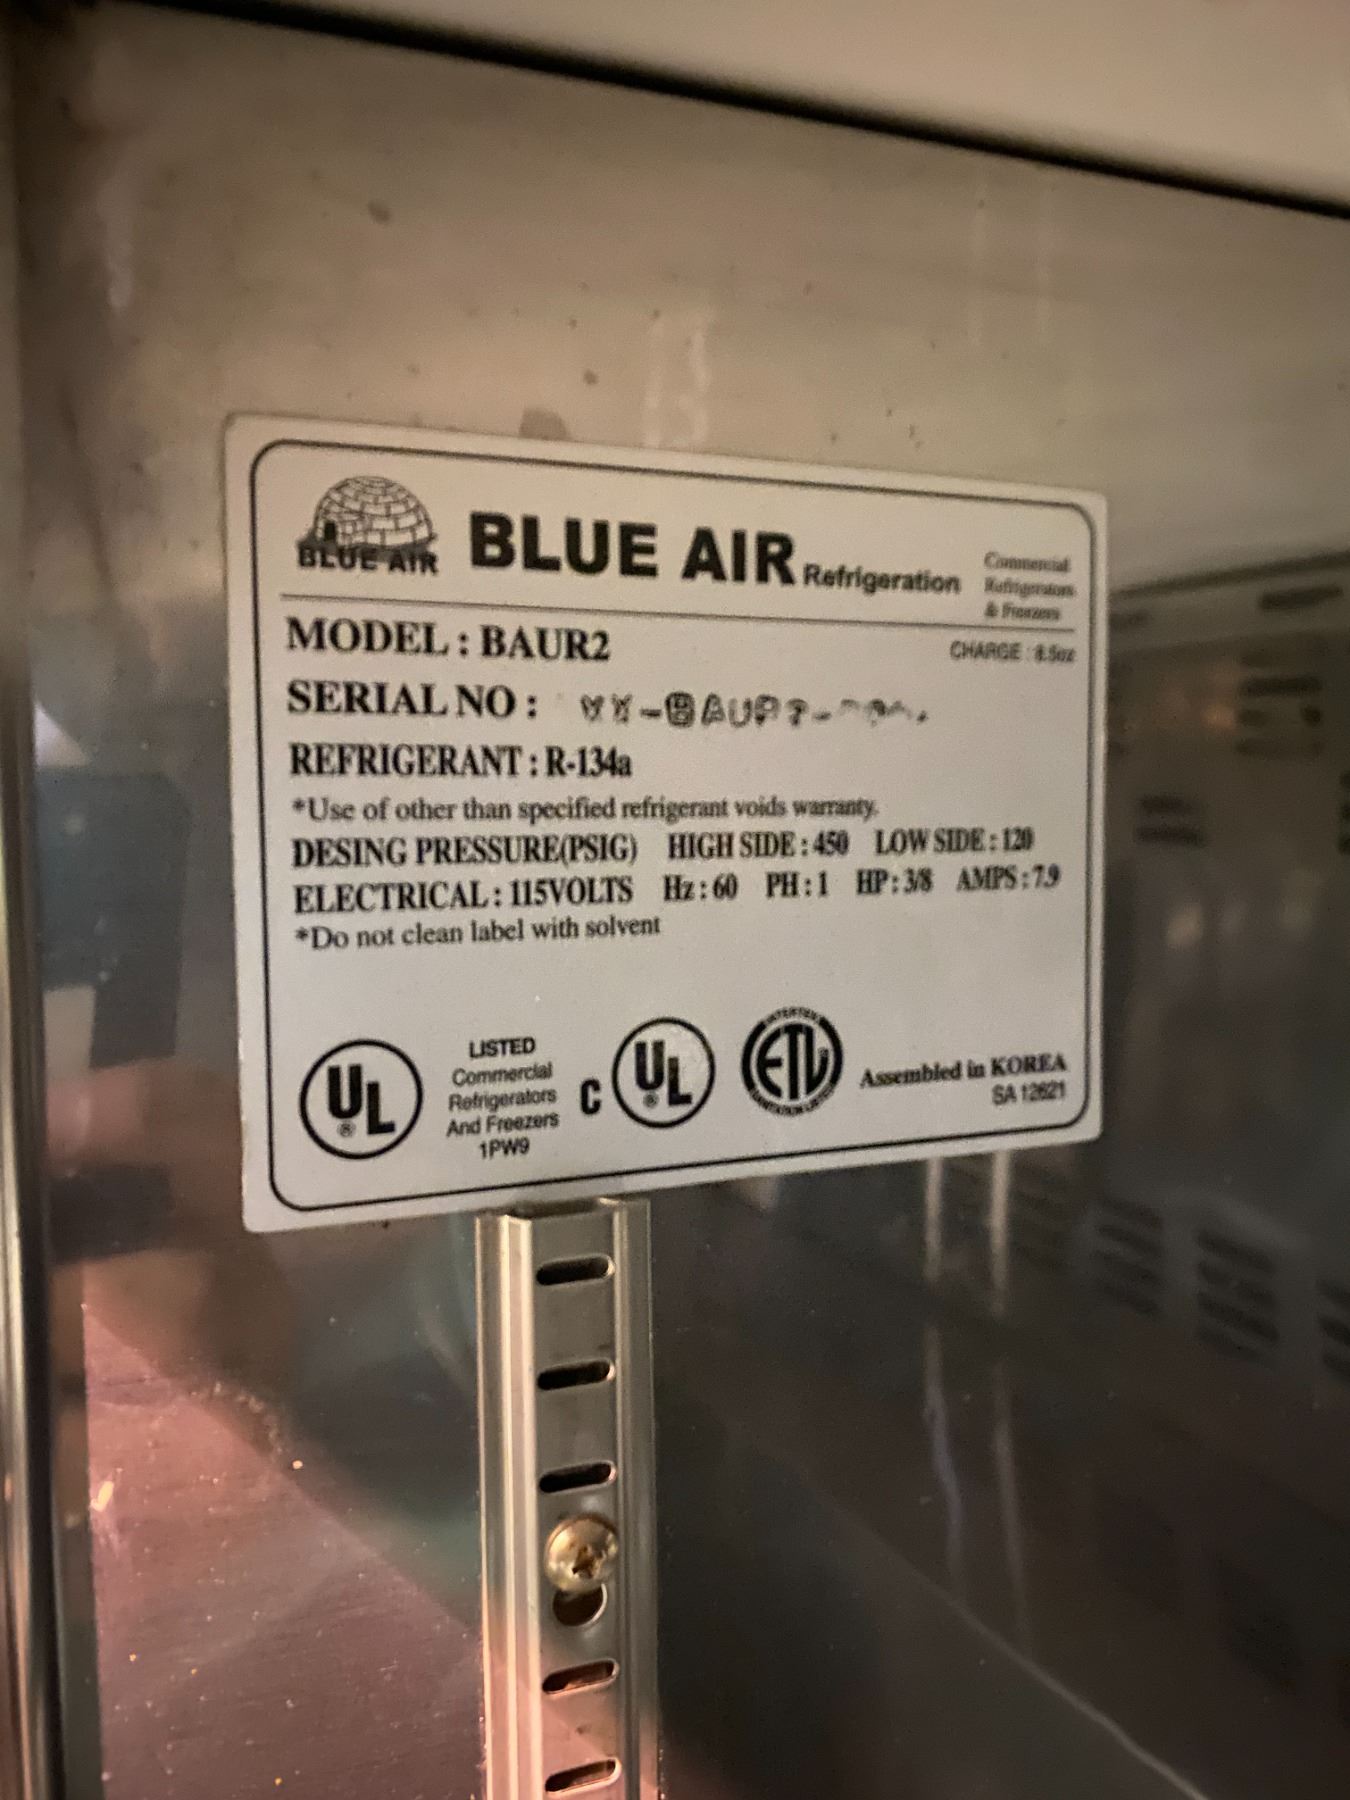 BLUE AIR
BLUE AIR Refrigeration
Commercial
Refrigerators
& Freezers
MODEL : BAUR2
CHARGE : 8.5oz
SERIAL NO :
REFRIGERANT : R-134a
*Use of other than specified refrigerant voids warranty.
DESING PRESSURE(PSIG) HIGH SIDE : 450 LOW SIDE : 120
ELECTRICAL : 115VOLTS Hz : 60 PH : 1 HP : 3/8 AMPS : 7.9
*Do not clean label with solvent
UL ®
LISTED
Commercial
Refrigerators
And Freezers
1PW9
C UL ®
INTERTEK
ETL
SANITATION LISTED
Assembled in KOREA
SA 12621